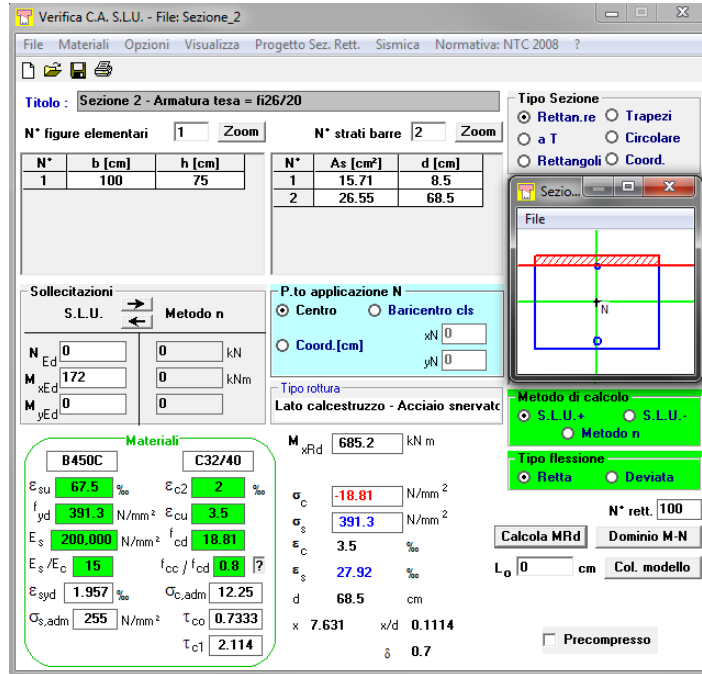 Verifica C.A. S.L.U. - File: Sezione_2
File Materiali Opzioni Visualizza Progetto Sez. Rett. Sismica Normativa: NTC 2008 ?
Titolo : Sezione 2 - Armatura tesa = fi26/20
N° figure elementari 1 Zoom
N° strati barre 2 Zoom
N° b [cm] h [cm]
1 100 75
N° As [cm²] d [cm]
1 15.71 8.5
2 26.55 68.5
Tipo Sezione
Rettan.re Trapezi
a T Circolare
Rettangoli Coord.
Sezio...
File
N
Sollecitazioni
S.L.U. Metodo n
N Ed 0 0 kN
M xEd 172 0 kNm
M yEd 0 0
P.to applicazione N
Centro Baricentro cls
Coord.[cm] xN 0
yN 0
Tipo rottura
Lato calcestruzzo - Acciaio snervatc
Metodo di calcolo
S.L.U.+ S.L.U.-
Metodo n
Tipo flessione
Retta Deviata
Materiali
B450C C32/40
εsu 67.5 ‰ εc2 2 ‰
fyd 391.3 N/mm² εcu 3.5
Es 200,000 N/mm² fcd 18.81
Es /Ec 15 fcc / fcd 0.8 ?
εsyd 1.957 ‰ σc,adm 12.25
σs,adm 255 N/mm² τco 0.7333
τc1 2.114
M xRd 685.2 kN m
σc -18.81 N/mm²
σs 391.3 N/mm²
εc 3.5 ‰
εs 27.92 ‰
d 68.5 cm
x 7.631 x/d 0.1114
δ 0.7
N° rett. 100
Calcola MRd Dominio M-N
Lo 0 cm Col. modello
Precompresso